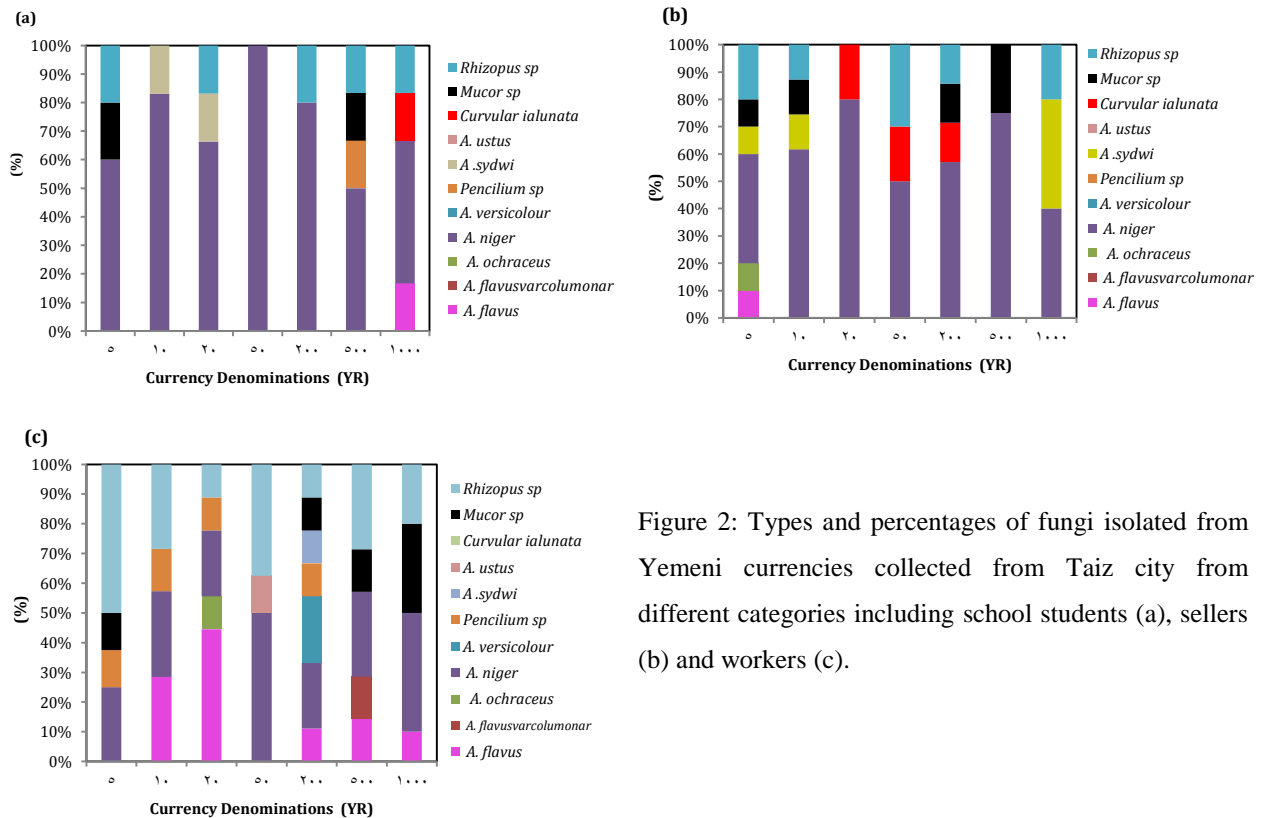 (a)
100%
90%
80%
70%
60%
50%
40%
30%
20%
10%
0%
(%)
٥ ١٠ ٢٠ ٥٠ ٢٠٠ ٥٠٠ ١٠٠٠
Currency Denominations (YR)
Rhizopus sp
Mucor sp
Curvular ialunata
A. ustus
A .sydwi
Pencilium sp
A. versicolour
A. niger
A. ochraceus
A. flavusvarcolumonar
A. flavus
(b)
100%
90%
80%
70%
60%
50%
40%
30%
20%
10%
0%
(%)
٥ ١٠ ٢٠ ٥٠ ٢٠٠ ٥٠٠ ١٠٠٠
Currency Denominations (YR)
Rhizopus sp
Mucor sp
Curvular ialunata
A. ustus
A .sydwi
Pencilium sp
A. versicolour
A. niger
A. ochraceus
A. flavusvarcolumonar
A. flavus
(c)
100%
90%
80%
70%
60%
50%
40%
30%
20%
10%
0%
(%)
٥ ١٠ ٢٠ ٥٠ ٢٠٠ ٥٠٠ ١٠٠٠
Currency Denominations (YR)
Rhizopus sp
Mucor sp
Curvular ialunata
A. ustus
A .sydwi
Pencilium sp
A. versicolour
A. niger
A. ochraceus
A. flavusvarcolumonar
A. flavus
Figure 2: Types and percentages of fungi isolated from
Yemeni currencies collected from Taiz city from
different categories including school students (a), sellers
(b) and workers (c).